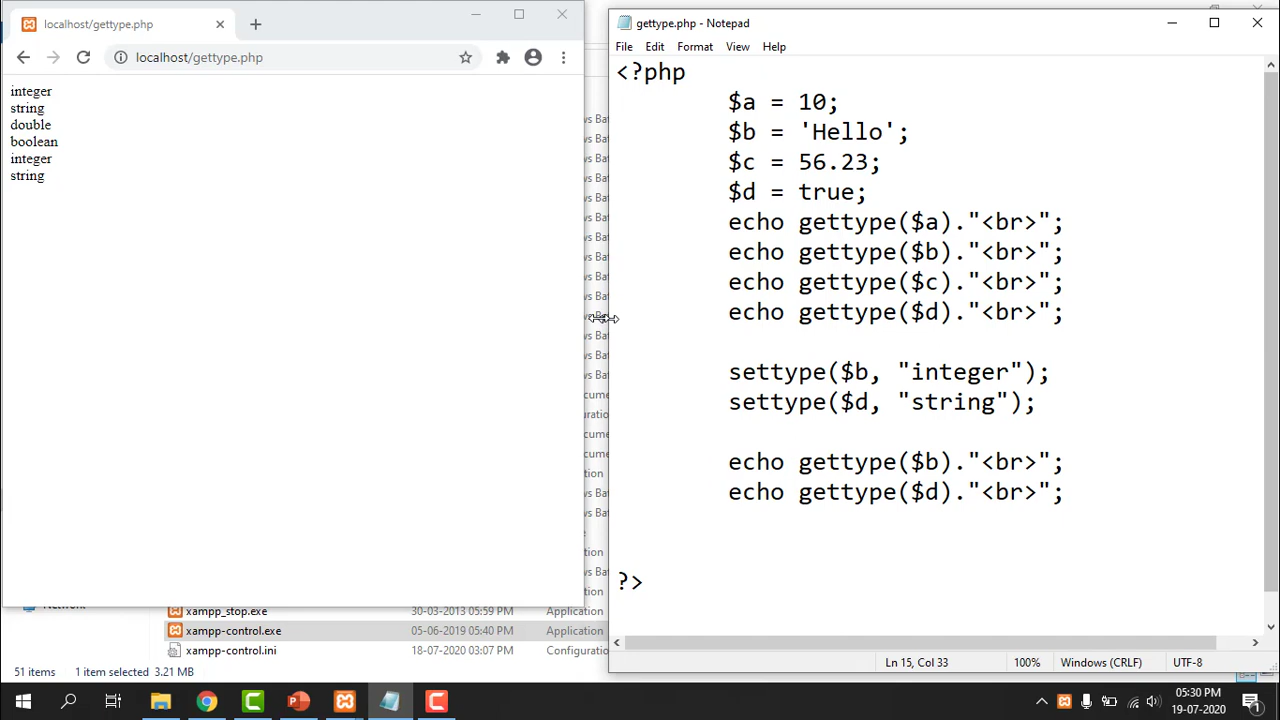 localhost/gettype.php
localhost/gettype.php
integer
string
double
boolean
integer
string
gettype.php - Notepad
File Edit Format View Help
<?php
$a = 10;
$b = 'Hello';
$c = 56.23;
$d = true;
echo gettype($a)."<br>";
echo gettype($b)."<br>";
echo gettype($c)."<br>";
echo gettype($d)."<br>";
settype($b, "integer");
settype($d, "string");
echo gettype($b)."<br>";
echo gettype($d)."<br>";
?>
Ln 15, Col 33 100% Windows (CRLF) UTF-8
xampp_stop.exe 30-03-2013 05:59 PM Application
xampp-control.exe 05-06-2019 05:40 PM Application
xampp-control.ini 18-07-2020 03:07 PM
51 items 1 item selected 3.21 MB
05:30 PM
19-07-2020